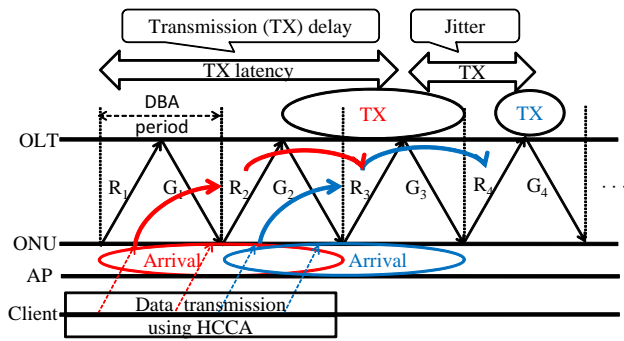 Transmission (TX) delay
Jitter
TX latency
TX
DBA
period
TX
TX
OLT
R1
G1
R2
G2
R3
G3
R4
G4
...
ONU
Arrival
Arrival
AP
Client
Data transmission
using HCCA